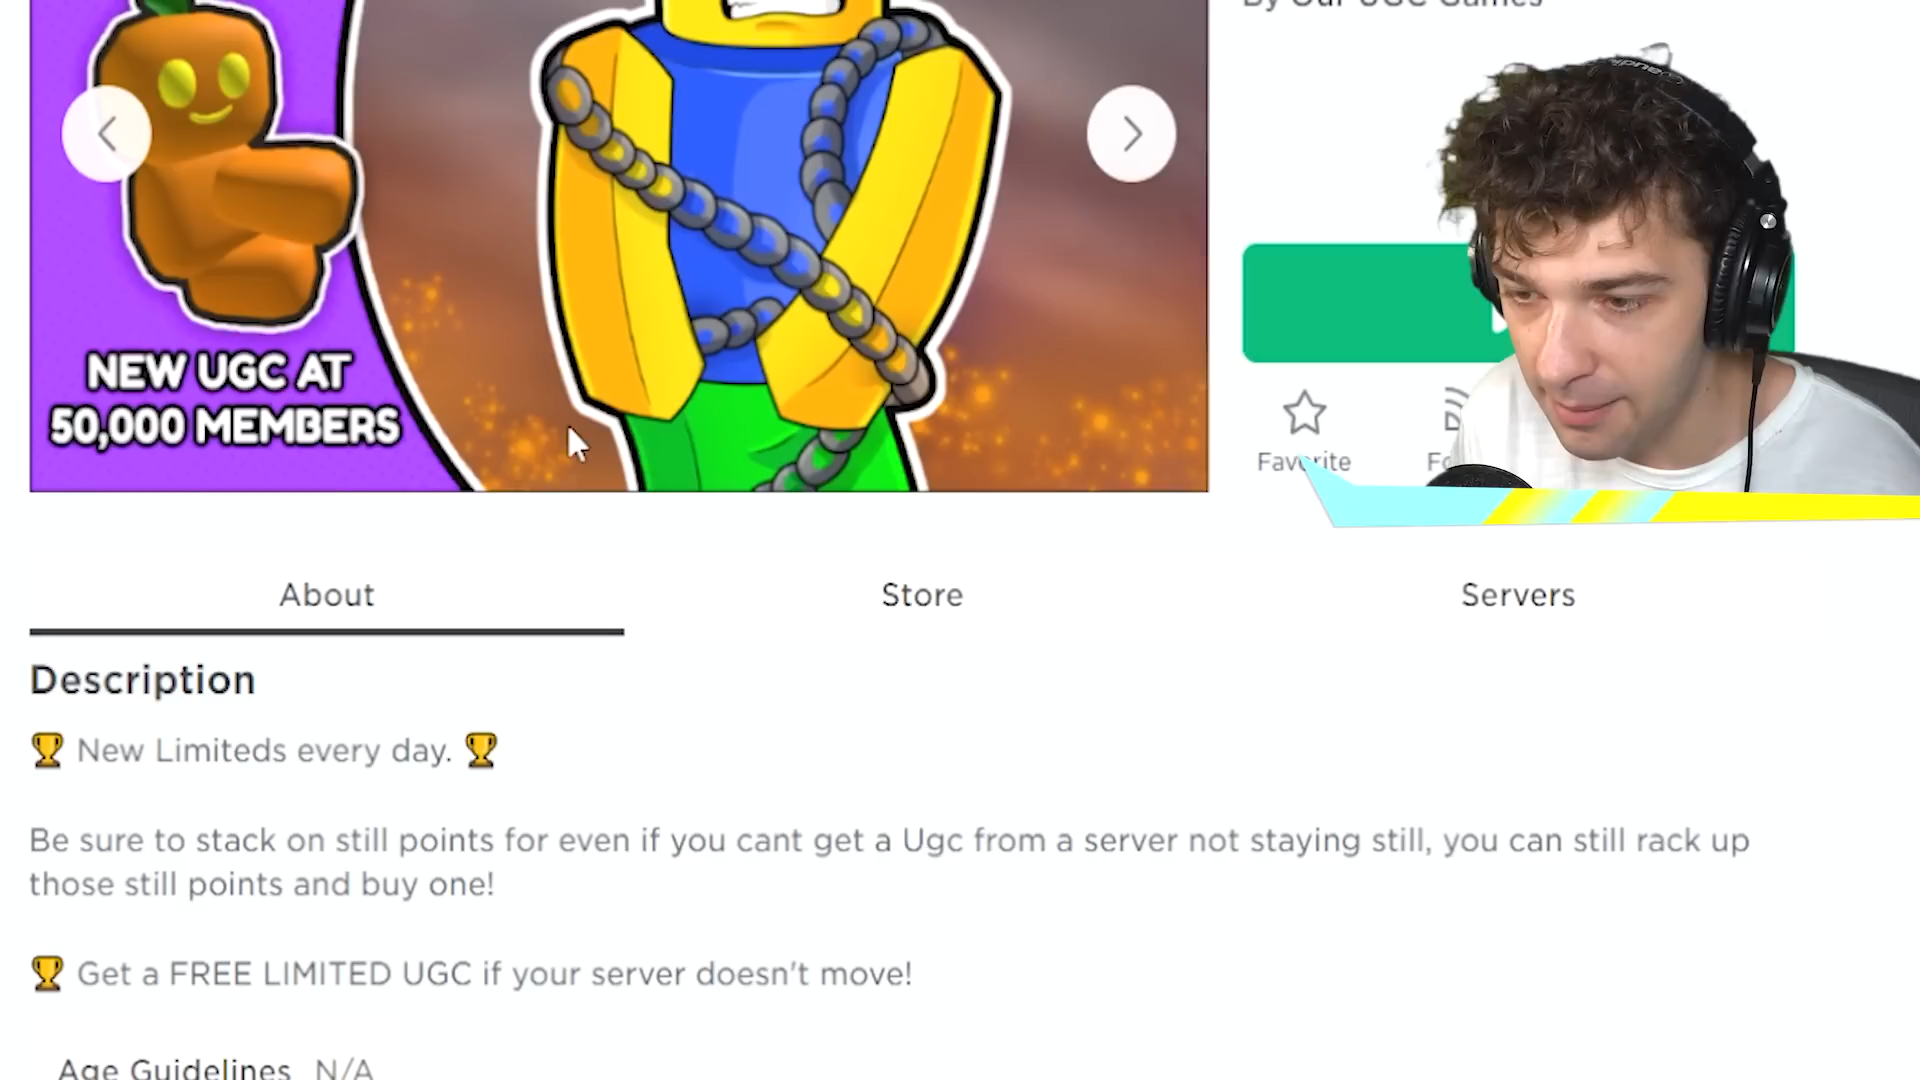 By Our UGC Games
NEW UGC AT
50,000 MEMBERS
Favorite
About
Store
Servers
Description
🏆 New Limiteds every day. 🏆
Be sure to stack on still points for even if you cant get a Ugc from a server not staying still, you can still rack up
those still points and buy one!
🏆 Get a FREE LIMITED UGC if your server doesn't move!
Age Guidelines N/A